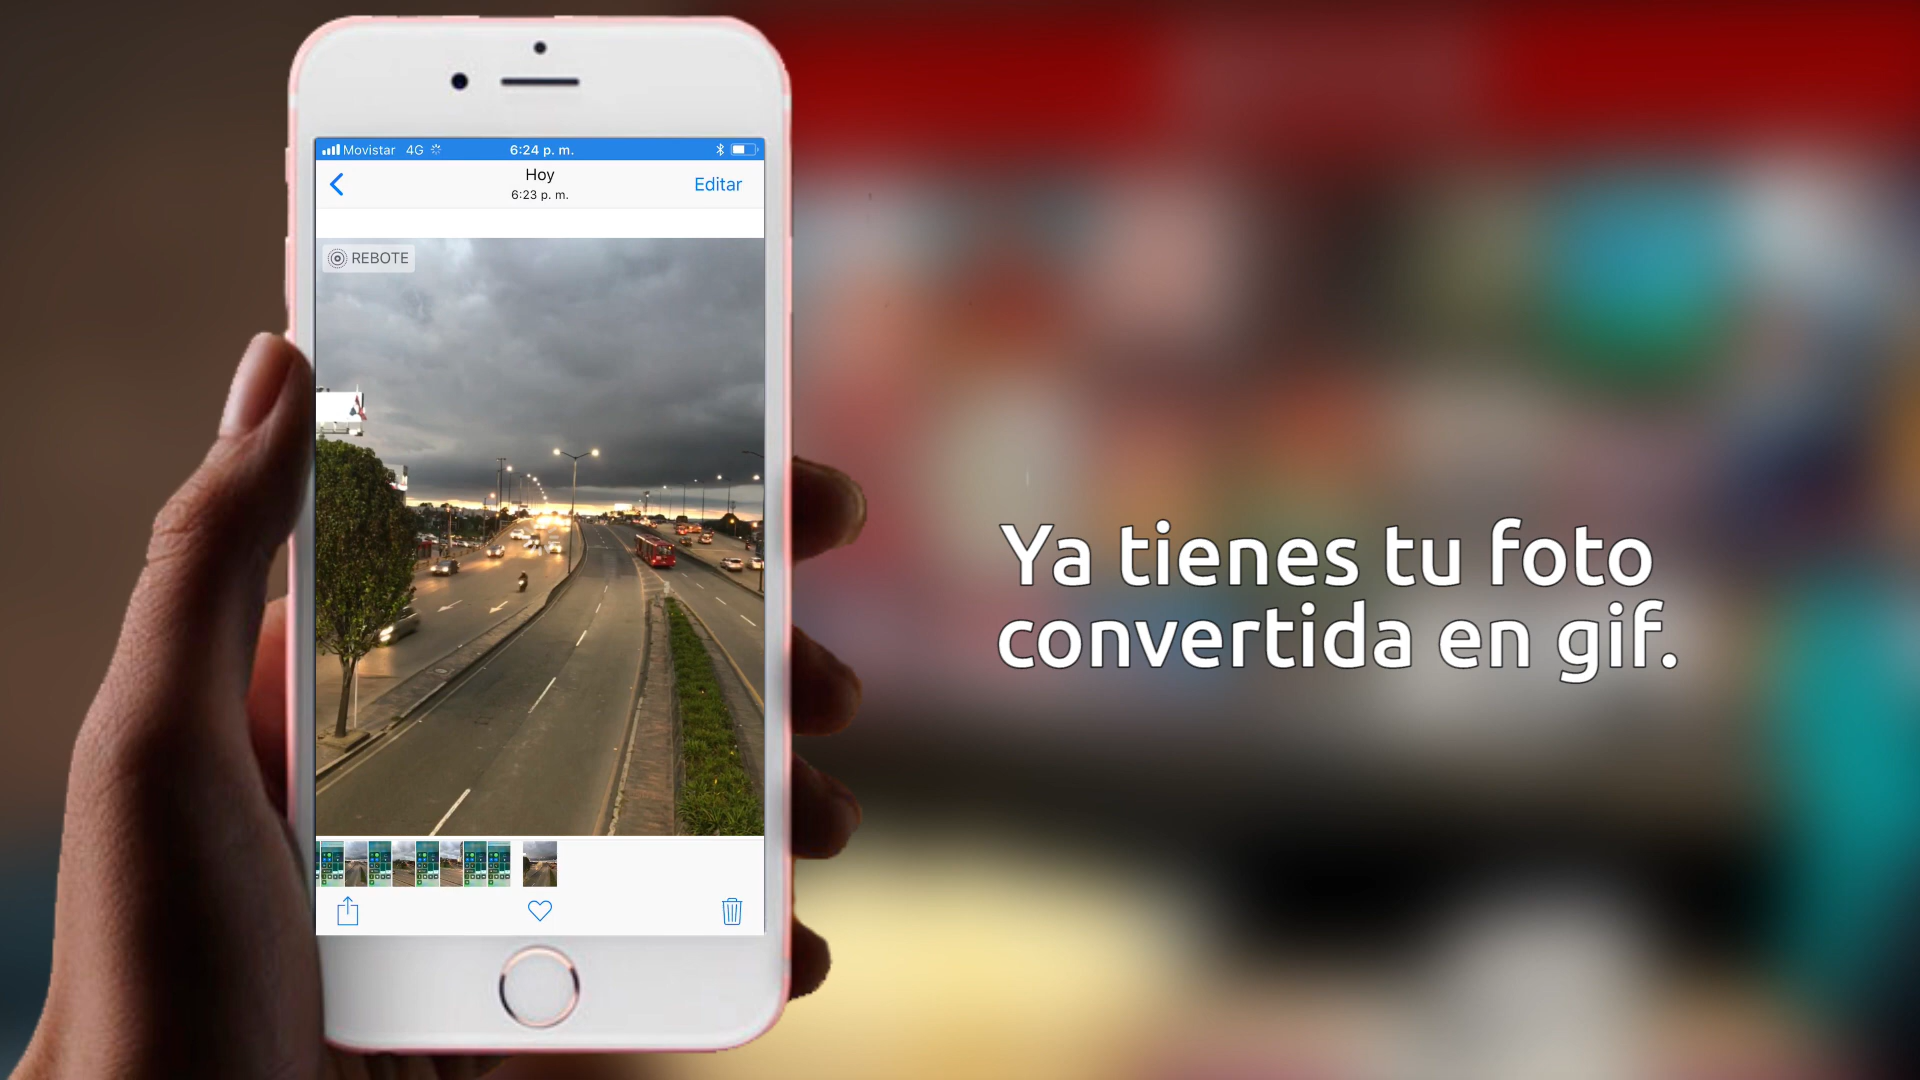 Movistar 4G 6:24 p. m.
Hoy
6:23 p. m.
Editar
REBOTE
Ya tienes tu foto
convertida en gif.